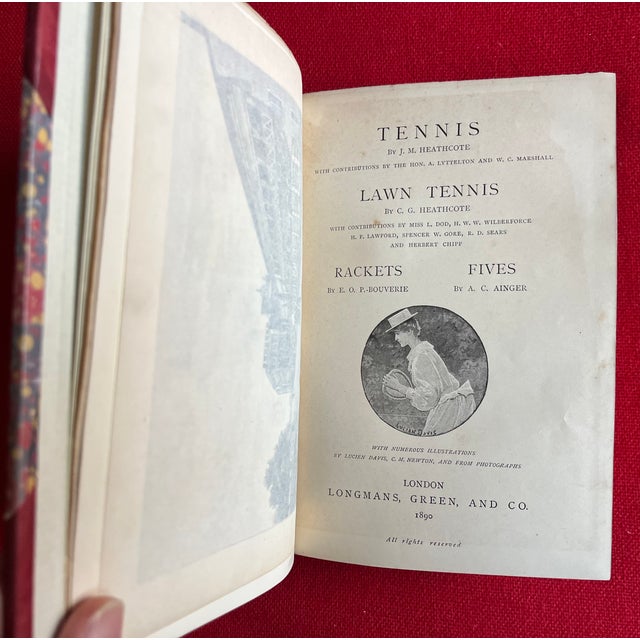 TENNIS
BY J. M. HEATHCOTE
WITH CONTRIBUTIONS BY THE HON. A. LYTTELTON AND W. C. MARSHALL
LAWN TENNIS
BY C. G. HEATHCOTE
WITH CONTRIBUTIONS BY MISS L. DOD, H. W. W. WILBERFORCE
H. F. LAWFORD, SPENCER W. GORE, R. D. SEARS
AND HERBERT CHIPP
RACKETS FIVES
BY E. O. P.-BOUVERIE BY A. C. AINGER
LUCIEN DAVIS
WITH NUMEROUS ILLUSTRATIONS
BY LUCIEN DAVIS, C. M. NEWTON, AND FROM PHOTOGRAPHS
LONDON
LONGMANS, GREEN, AND CO.
1890
All rights reserved